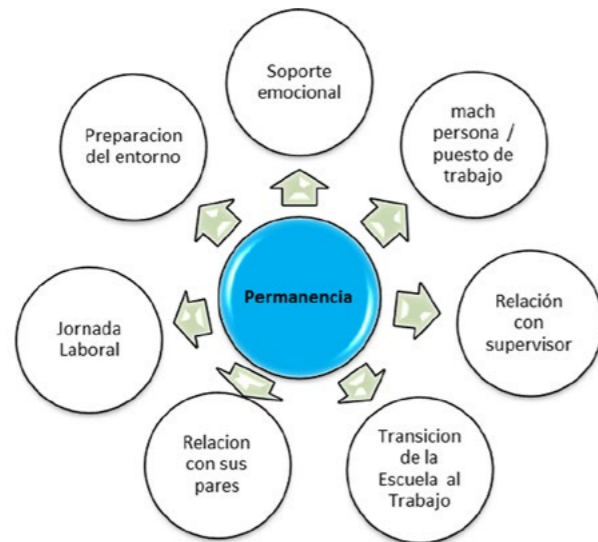 Soporte
emocional
mach
persona /
puesto de
trabajo
Preparacion
del entorno
Permanencia
Relación
con
supervisor
Jornada
Laboral
Relacion
con sus
pares
Transicion
de la
Escuela al
Trabajo